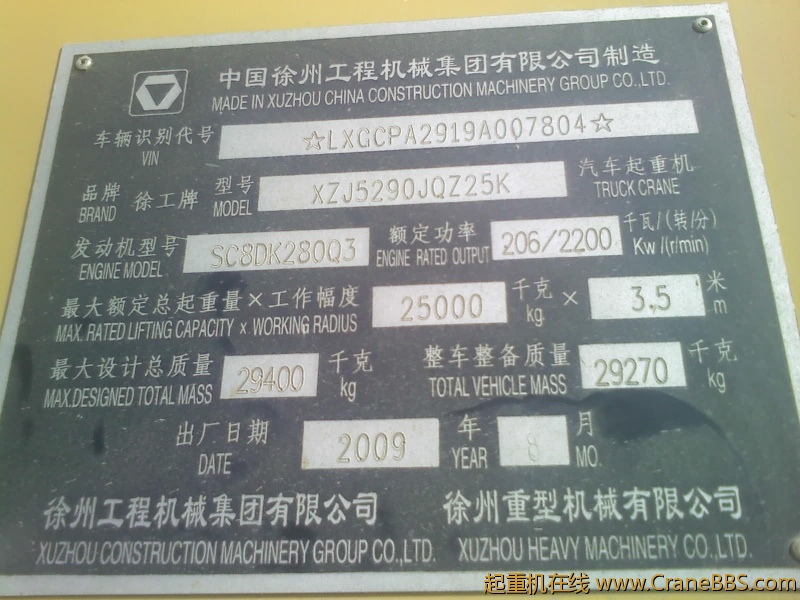 中国徐州工程机械集团有限公司制造
MADE IN XUZHOU CHINA CONSTRUCTION MACHINERY GROUP CO.,LTD.
车辆识别代号 ☆LXGCPA2919A007804☆
VIN
品牌 徐工牌 型号 XZJ5290JQZ25K 汽车起重机
BRAND MODEL TRUCK CRANE
发动机型号 SC8DK280Q3 额定功率 206/2200 千瓦/(转/分)
ENGINE MODEL ENGINE RATED OUTPUT Kw/(r/min)
最大额定总起重量×工作幅度 25000 千克 × 3.5 米
MAX. RATED LIFTING CAPACITY × WORKING RADIUS kg m
最大设计总质量 29400 千克 整车整备质量 29270 千克
MAX.DESIGNED TOTAL MASS kg TOTAL VEHICLE MASS kg
出厂日期 2009 年 8 月
DATE YEAR MO.
徐州工程机械集团有限公司 徐州重型机械有限公司
XUZHOU CONSTRUCTION MACHINERY GROUP CO.,LTD. XUZHOU HEAVY MACHINERY CO.,LTD.
起重机在线 www.CraneBBS.com